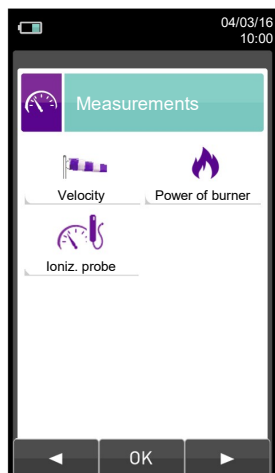 04/03/16
10:00
Measurements
Velocity
Power of burner
Ioniz. probe
OK